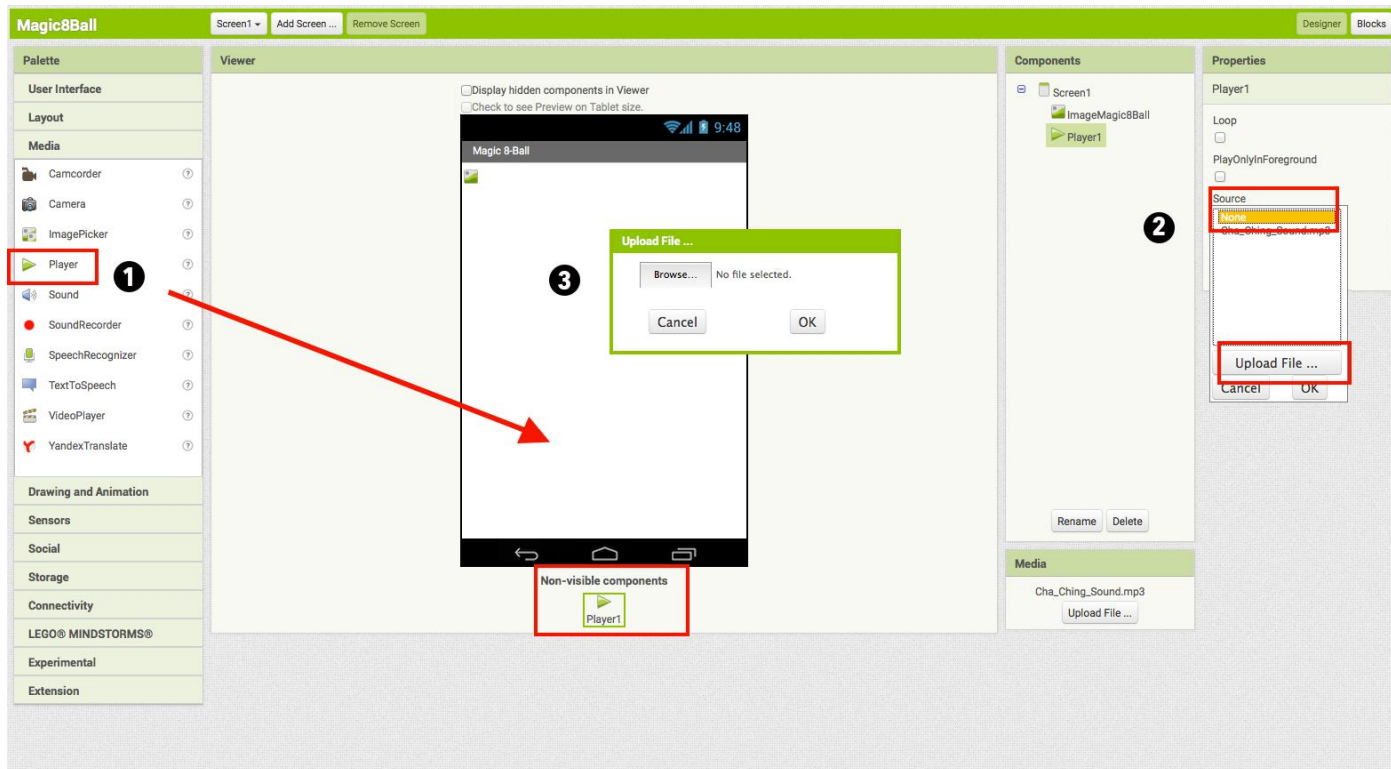 Magic8Ball
Screen1
Add Screen ...
Remove Screen
Designer
Blocks
Palette
User Interface
Layout
Media
Camcorder
?
Camera
?
ImagePicker
?
Player
?
1
Sound
?
SoundRecorder
?
SpeechRecognizer
?
TextToSpeech
?
VideoPlayer
?
YandexTranslate
?
Drawing and Animation
Sensors
Social
Storage
Connectivity
LEGO® MINDSTORMS®
Experimental
Extension
Viewer
Display hidden components in Viewer
Check to see Preview on Tablet size.
9:48
Magic 8-Ball
3
Upload File ...
Browse... No file selected.
Cancel
OK
Non-visible components
Player1
Components
Screen1
ImageMagic8Ball
Player1
2
Rename
Delete
Media
Cha_Ching_Sound.mp3
Upload File ...
Properties
Player1
Loop
PlayOnlyInForeground
Source
None
Cha_Ching_Sound.mp3
Upload File ...
Cancel
OK